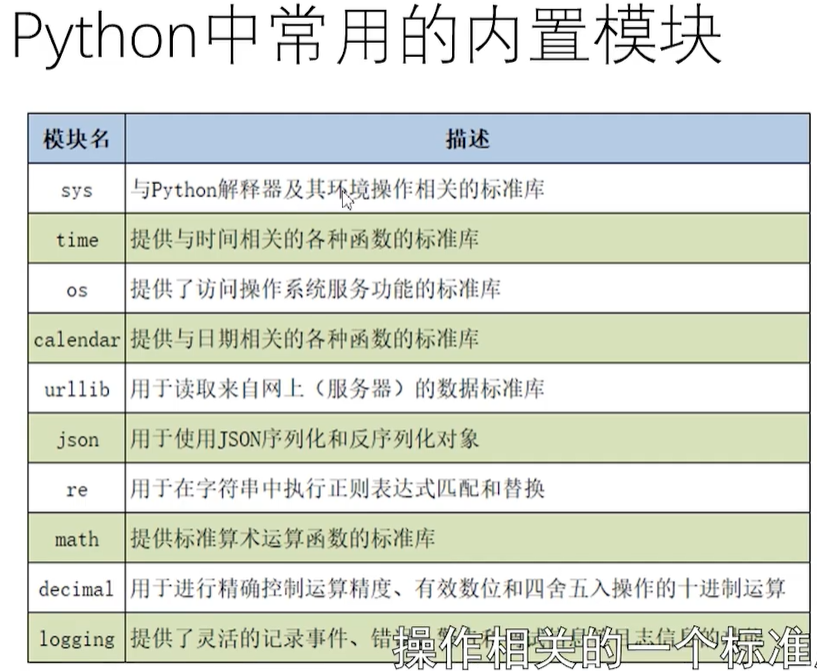 Python中常用的内置模块
模块名 描述
sys 与Python解释器及其环境操作相关的标准库
time 提供与时间相关的各种函数的标准库
os 提供了访问操作系统服务功能的标准库
calendar 提供与日期相关的各种函数的标准库
urllib 用于读取来自网上（服务器）的数据标准库
json 用于使用JSON序列化和反序列化对象
re 用于在字符串中执行正则表达式匹配和替换
math 提供标准算术运算函数的标准库
decimal 用于进行精确控制运算精度、有效数位和四舍五入操作的十进制运算
logging 提供了灵活的记录事件、错
操作相关的一个标准